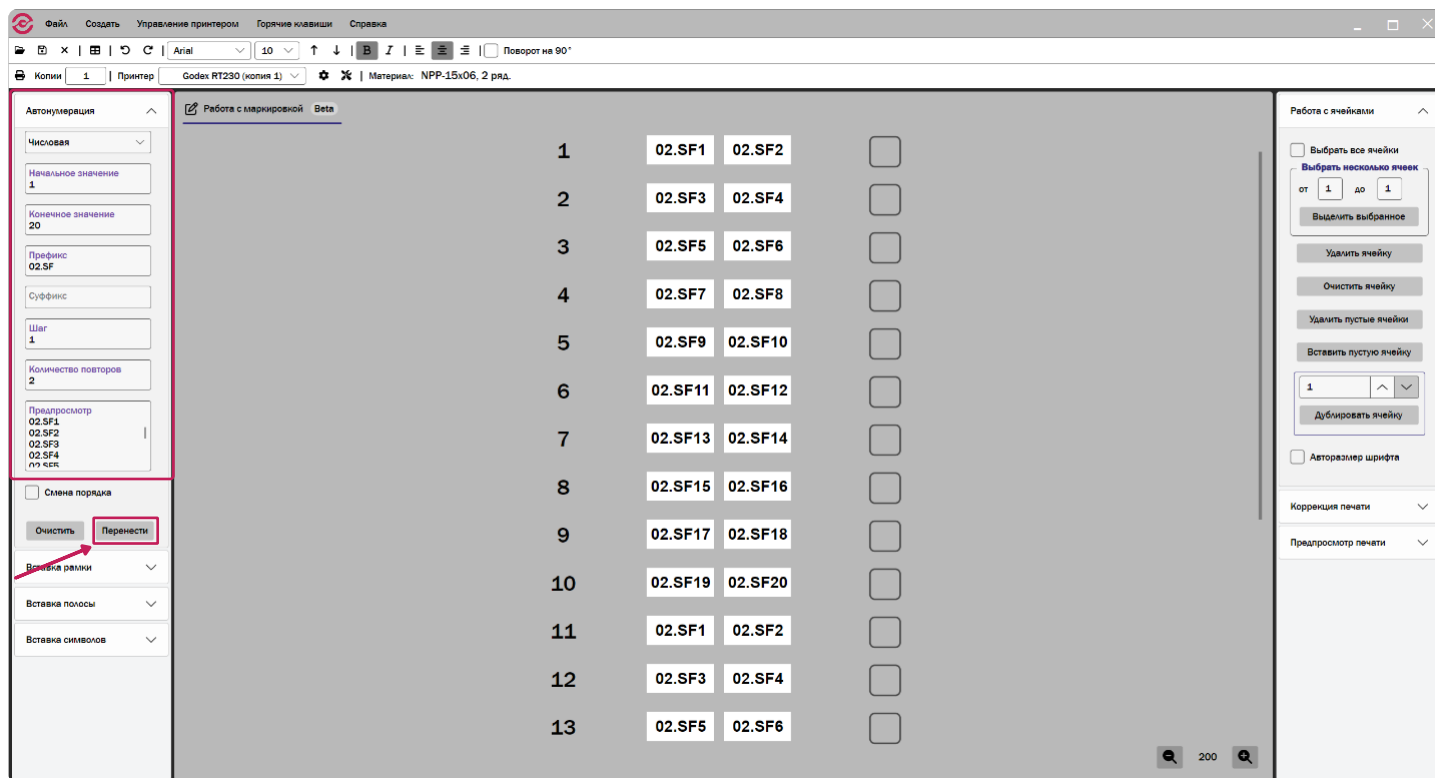 Файл Создать Управление принтером Горячие клавиши Справка
Arial 10 B I Поворот на 90°
Копии 1 Принтер Godex RT230 (копия 1) Материал: NPP-15x06, 2 ряд.
Автонумерация
Числовая
Начальное значение
1
Конечное значение
20
Префикс
02.SF
Суффикс
Шаг
1
Количество повторов
2
Предпросмотр
02.SF1
02.SF2
02.SF3
02.SF4
02.SF5
Смена порядка
Очистить Перенести
Вставка рамки
Вставка полосы
Вставка символов
Работа с маркировкой Beta
1 02.SF1 02.SF2
2 02.SF3 02.SF4
3 02.SF5 02.SF6
4 02.SF7 02.SF8
5 02.SF9 02.SF10
6 02.SF11 02.SF12
7 02.SF13 02.SF14
8 02.SF15 02.SF16
9 02.SF17 02.SF18
10 02.SF19 02.SF20
11 02.SF1 02.SF2
12 02.SF3 02.SF4
13 02.SF5 02.SF6
200
Работа с ячейками
Выбрать все ячейки
Выбрать несколько ячеек
от 1 до 1
Выделить выбранное
Удалить ячейку
Очистить ячейку
Удалить пустые ячейки
Вставить пустую ячейку
1
Дублировать ячейку
Авторазмер шрифта
Коррекция печати
Предпросмотр печати